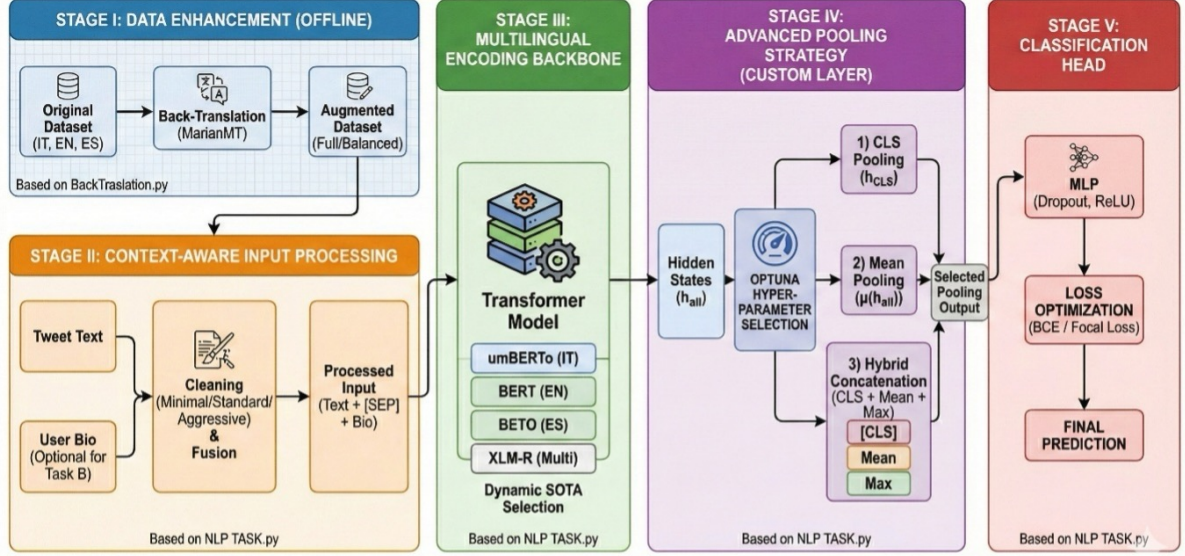 STAGE I: DATA ENHANCEMENT (OFFLINE)
Original
Dataset
(IT, EN, ES)
文
A
Back-Translation
(MarianMT)
Augmented
Dataset
(Full/Balanced)
Based on BackTraslation.py
STAGE II: CONTEXT-AWARE INPUT PROCESSING
Tweet Text
User Bio
(Optional for
Task B)
Cleaning
(Minimal/Standard/
Aggressive)
&
Fusion
Processed
Input
(Text + [SEP]
+ Bio)
Based on NLP TASK.py
STAGE III:
MULTILINGUAL
ENCODING BACKBONE
Transformer
Model
umBERTo (IT)
BERT (EN)
BETO (ES)
XLM-R (Multi)
Dynamic SOTA
Selection
Based on NLP TASK.py
STAGE IV:
ADVANCED POOLING
STRATEGY
(CUSTOM LAYER)
Hidden
States
(hall)
OPTUNA
HYPER-
PARAMETER
SELECTION
1) CLS
Pooling
(hCLS)
2) Mean
Pooling
(μ(hall))
3) Hybrid
Concatenation
(CLS + Mean +
Max)
[CLS]
Mean
Max
Selected
Pooling
Output
Based on NLP TASK.py
STAGE V:
CLASSIFICATION
HEAD
MLP
(Dropout, ReLU)
LOSS
OPTIMIZATION
(BCE / Focal Loss)
FINAL
PREDICTION
Based on NLP TASK.py